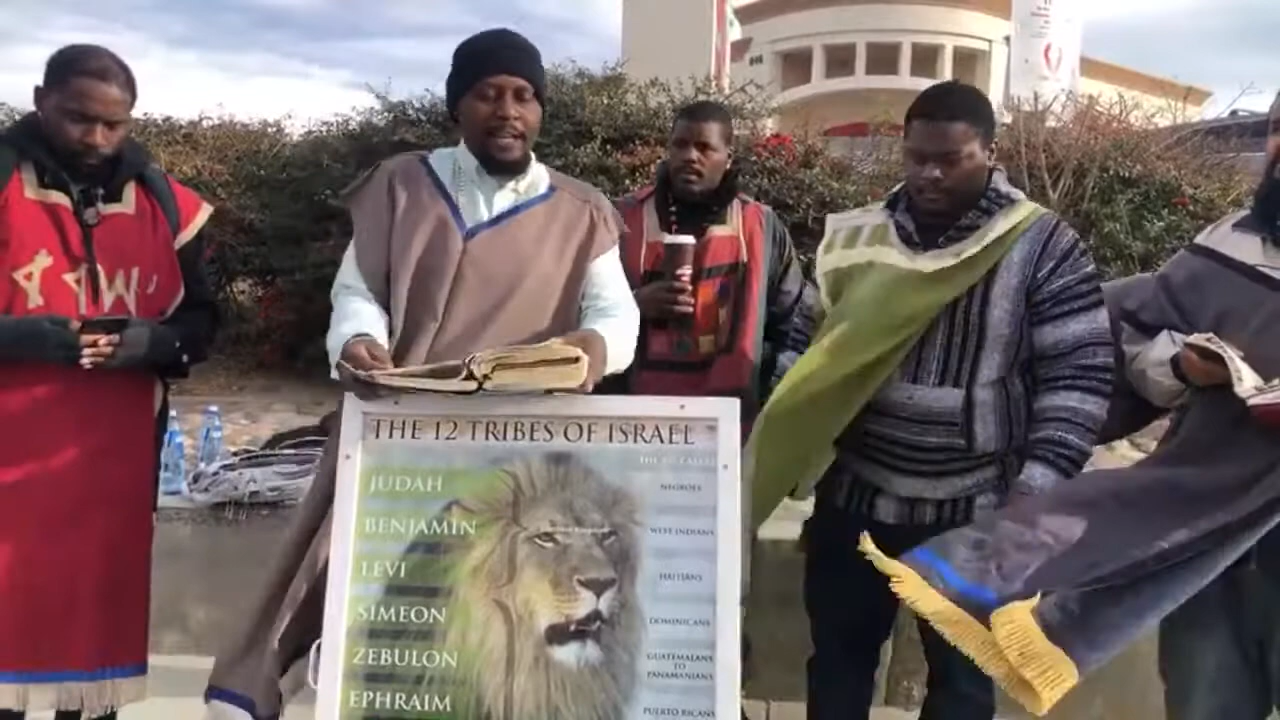 THE 12 TRIBES OF ISRAEL
JUDAH
NEGROES
BENJAMIN
WEST INDIANS
LEVI
HAITIANS
SIMEON
DOMINICANS
ZEBULON
GUATEMALANS
TO
PANAMANIANS
EPHRAIM
PUERTO RICANS